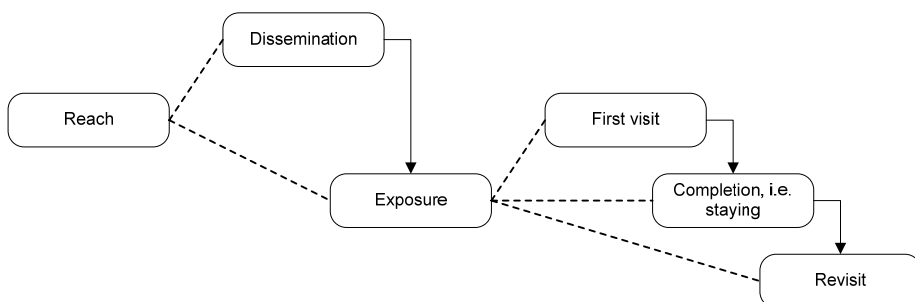 Dissemination
Reach
First visit
Exposure
Completion, i.e.
staying
Revisit